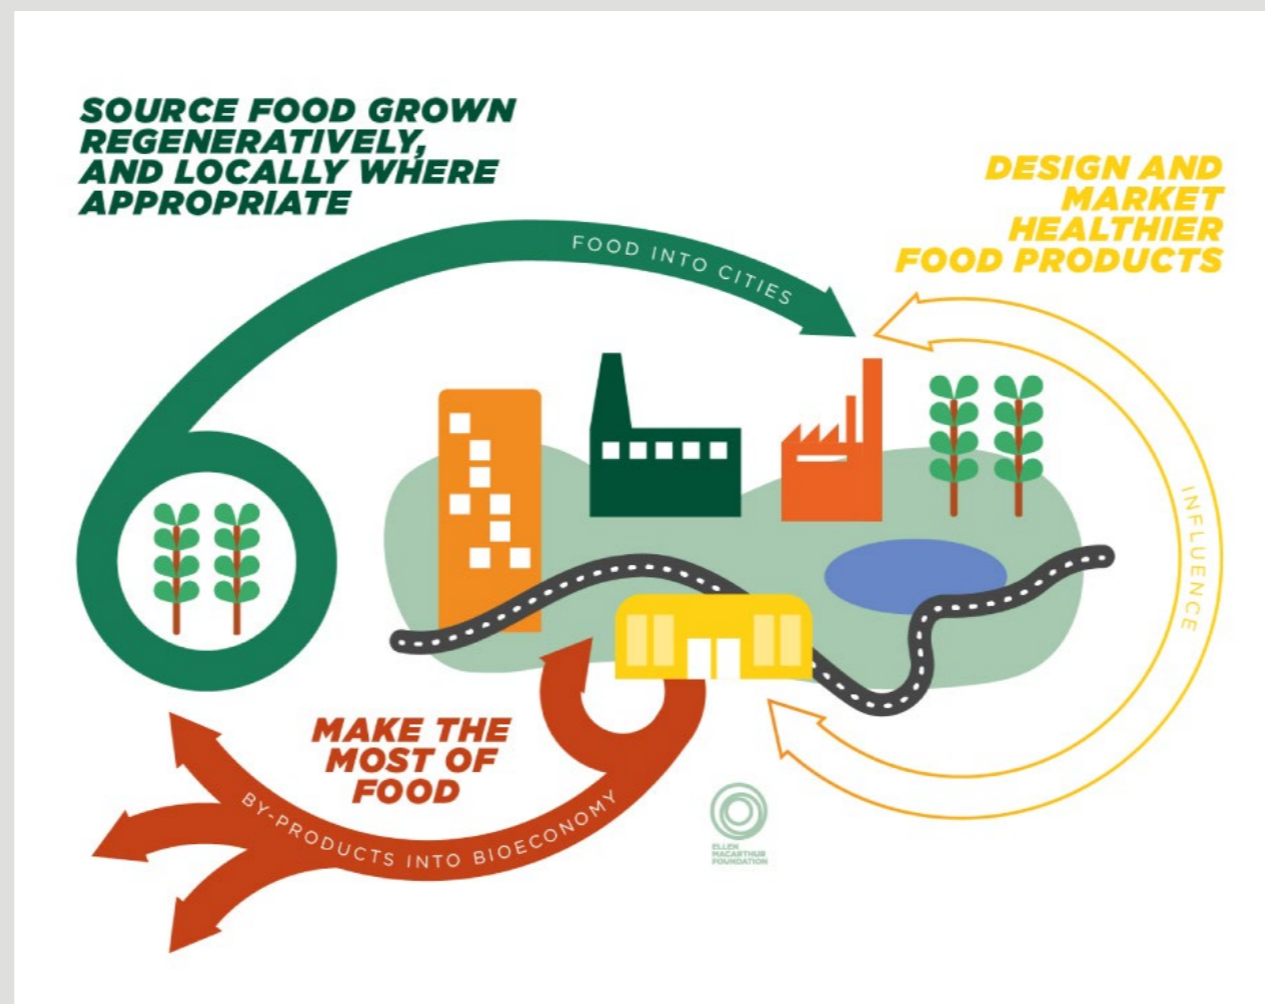 SOURCE FOOD GROWN
REGENERATIVELY,
AND LOCALLY WHERE
APPROPRIATE
DESIGN AND
MARKET
HEALTHIER
FOOD PRODUCTS
FOOD INTO CITIES
INFLUENCE
MAKE THE
MOST OF
FOOD
BY-PRODUCTS INTO BIOECONOMY
ELLEN
MACARTHUR
FOUNDATION